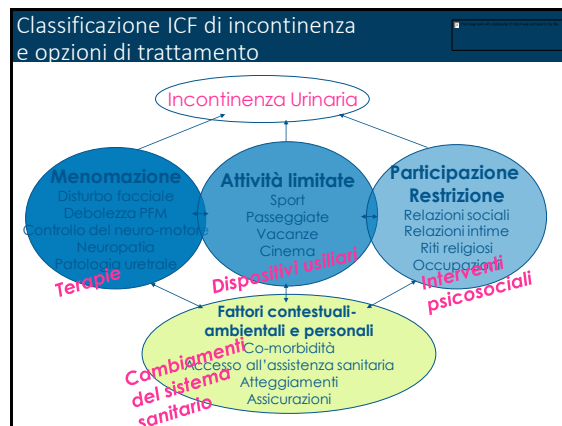 Classificazione ICF di incontinenza
e opzioni di trattamento
Incontinenza Urinaria
Menomazione
Disturbo facciale
Debolezza PFM
Controllo del neuro-motore
Neuropatia
Patologia uretrale
Terapie
Attività limitate
Sport
Passeggiate
Vacanze
Cinema
Dispositivi usiliari
Participazione
Restrizione
Relazioni sociali
Relazioni intime
Riti religiosi
Occupazioni
Interventi
psicosociali
Fattori contestuali-
ambientali e personali
Co-morbidità
Accesso all’assistenza sanitaria
Atteggiamenti
Assicurazioni
Cambiamenti
del sistema
sanitario